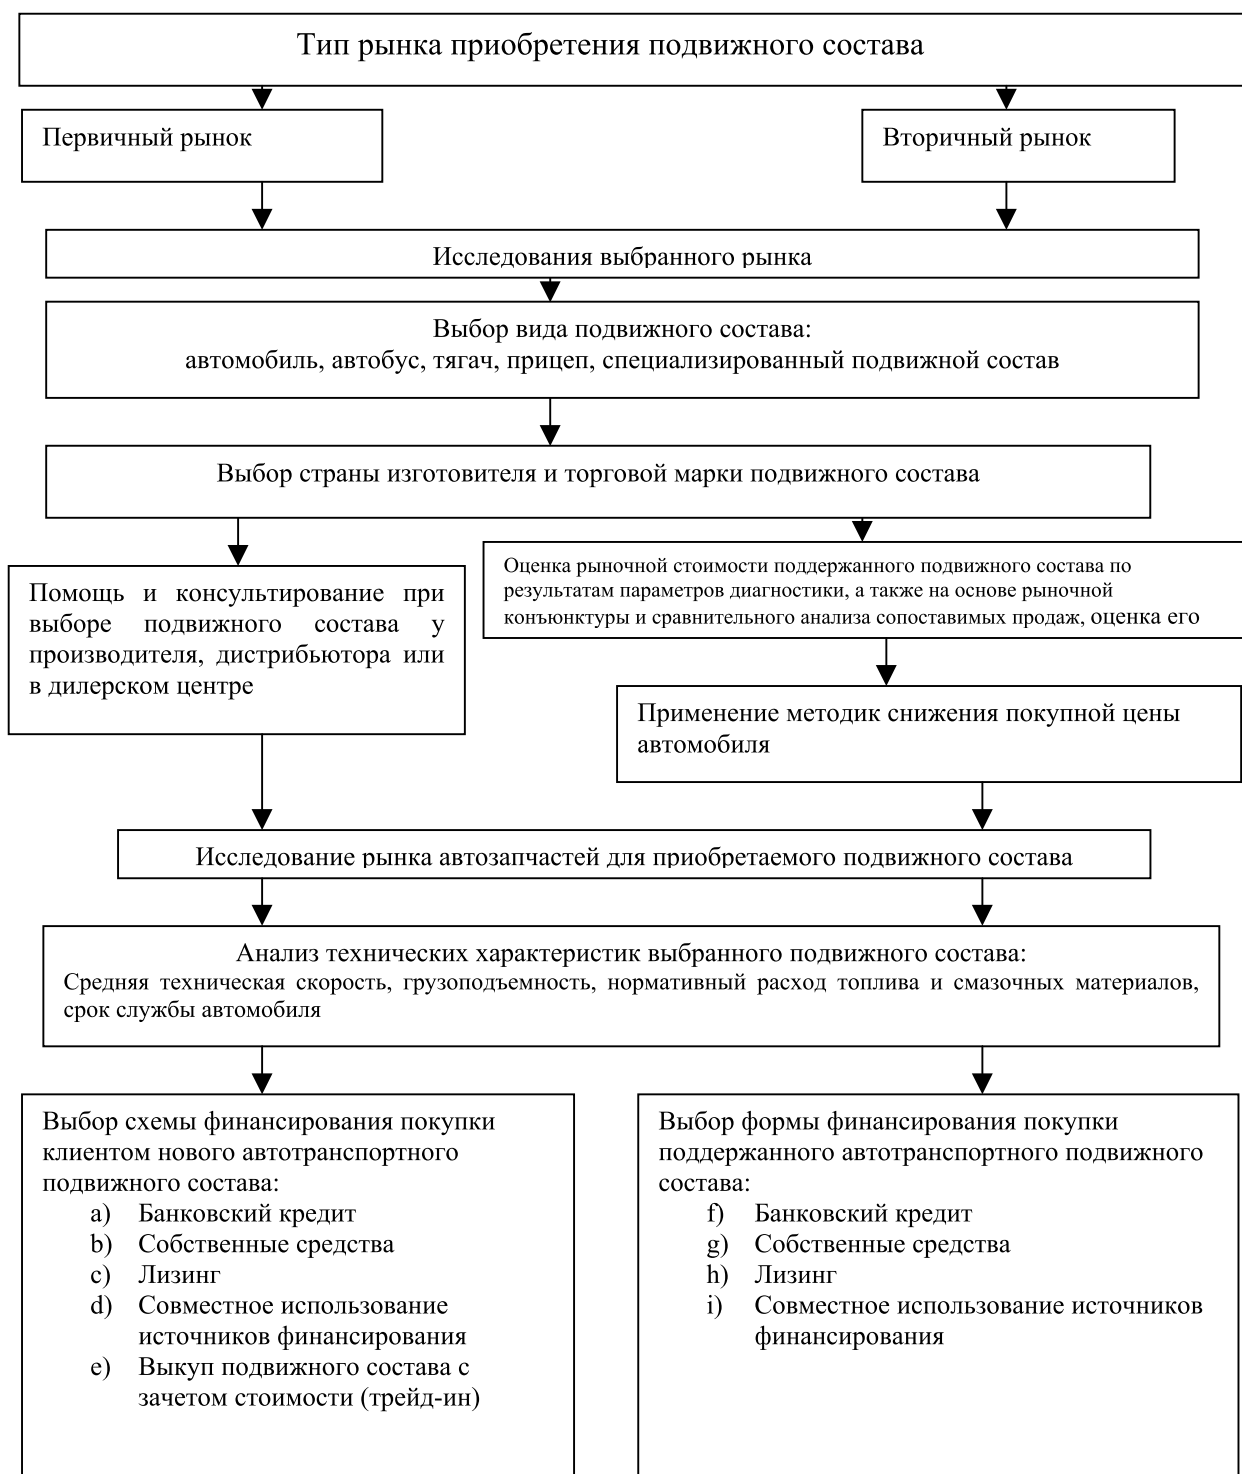 Тип рынка приобретения подвижного состава
Первичный рынок
Вторичный рынок
Исследования выбранного рынка
Выбор вида подвижного состава:
автомобиль, автобус, тягач, прицеп, специализированный подвижной состав
Выбор страны изготовителя и торговой марки подвижного состава
Помощь и консультирование при
выборе подвижного состава у
производителя, дистрибьютора или
в дилерском центре
Оценка рыночной стоимости поддержанного подвижного состава по
результатам параметров диагностики, а также на основе рыночной
конъюнктуры и сравнительного анализа сопоставимых продаж, оценка его
Применение методик снижения покупной цены
автомобиля
Исследование рынка автозапчастей для приобретаемого подвижного состава
Анализ технических характеристик выбранного подвижного состава:
Средняя техническая скорость, грузоподъемность, нормативный расход топлива и смазочных материалов,
срок службы автомобиля
Выбор схемы финансирования покупки
клиентом нового автотранспортного
подвижного состава:
a) Банковский кредит
b) Собственные средства
c) Лизинг
d) Совместное использование
источников финансирования
e) Выкуп подвижного состава с
зачетом стоимости (трейд-ин)
Выбор формы финансирования покупки
поддержанного автотранспортного подвижного
состава:
f) Банковский кредит
g) Собственные средства
h) Лизинг
i) Совместное использование источников
финансирования